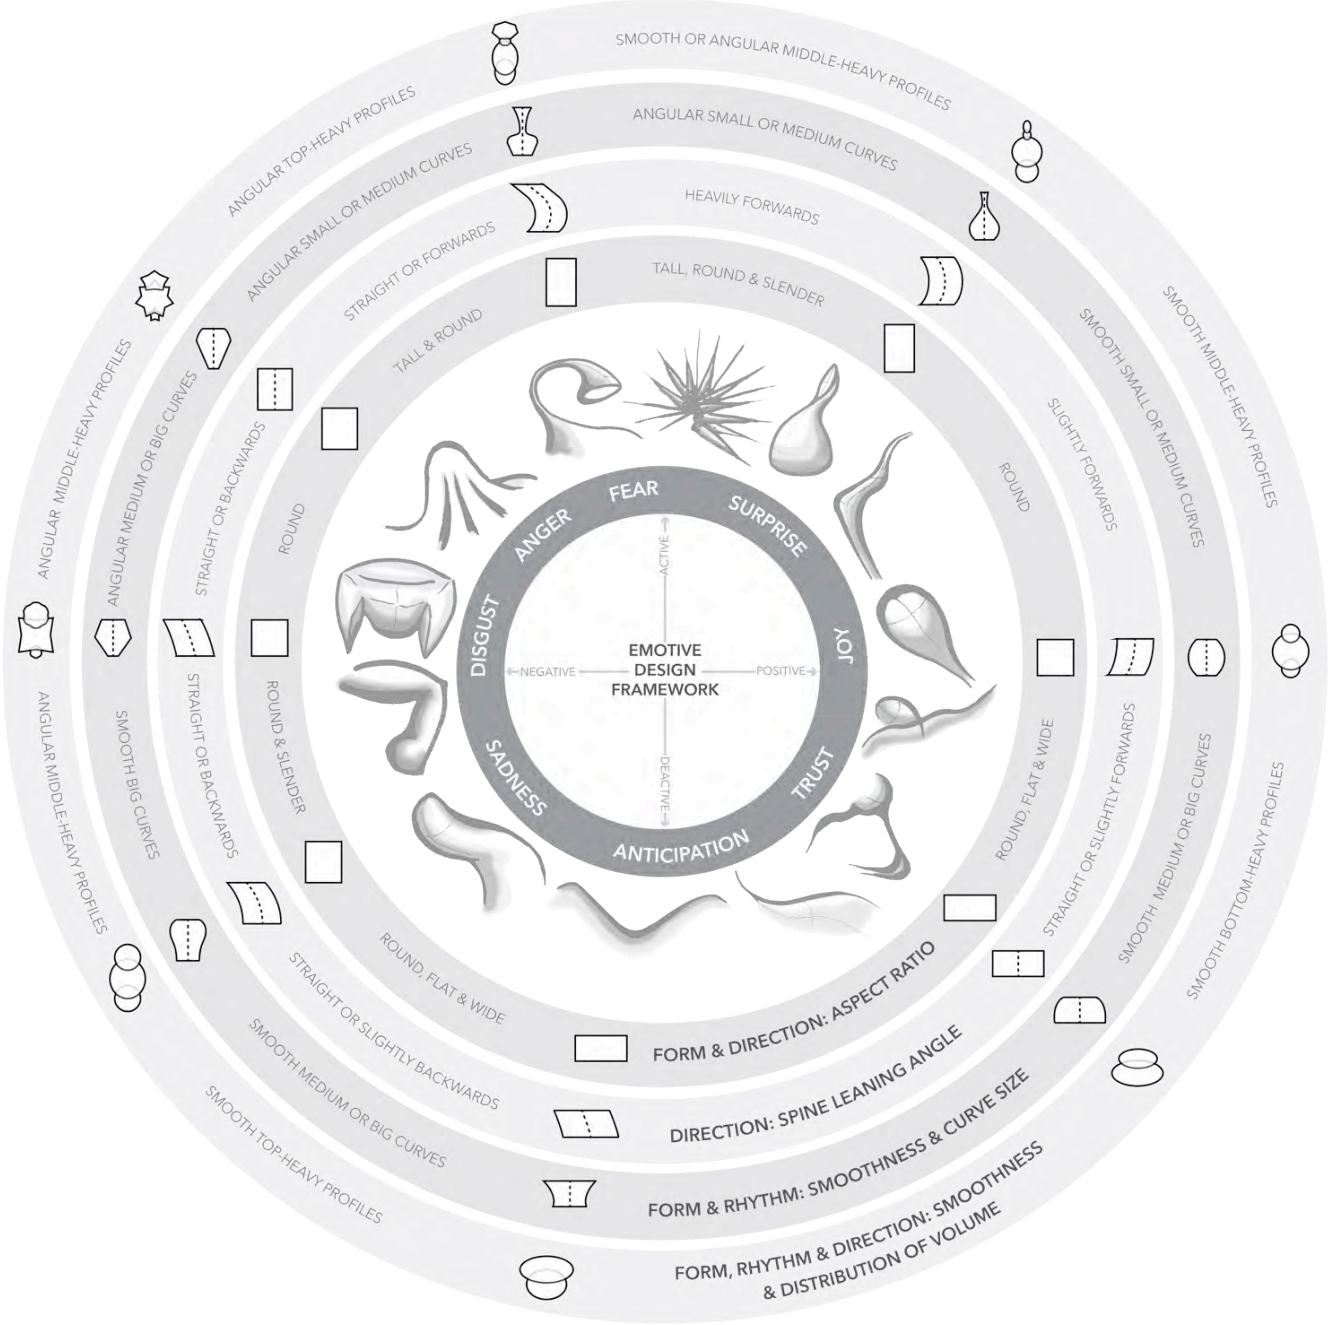 SMOOTH OR ANGULAR MIDDLE-HEAVY PROFILES
SMOOTH MIDDLE-HEAVY PROFILES
SMOOTH BOTTOM-HEAVY PROFILES
FORM, RHYTHM & DIRECTION: SMOOTHNESS
& DISTRIBUTION OF VOLUME
SMOOTH TOP-HEAVY PROFILES
ANGULAR MIDDLE-HEAVY PROFILES
ANGULAR MIDDLE-HEAVY PROFILES
ANGULAR TOP-HEAVY PROFILES
ANGULAR SMALL OR MEDIUM CURVES
SMOOTH SMALL OR MEDIUM CURVES
SMOOTH MEDIUM OR BIG CURVES
FORM & RHYTHM: SMOOTHNESS & CURVE SIZE
SMOOTH MEDIUM OR BIG CURVES
SMOOTH BIG CURVES
ANGULAR MEDIUM OR BIG CURVES
ANGULAR SMALL OR MEDIUM CURVES
HEAVILY FORWARDS
SLIGHTLY FORWARDS
STRAIGHT OR SLIGHTLY FORWARDS
DIRECTION: SPINE LEANING ANGLE
STRAIGHT OR SLIGHTLY BACKWARDS
STRAIGHT OR BACKWARDS
STRAIGHT OR BACKWARDS
STRAIGHT OR FORWARDS
TALL, ROUND & SLENDER
ROUND
ROUND, FLAT & WIDE
FORM & DIRECTION: ASPECT RATIO
ROUND, FLAT & WIDE
ROUND & SLENDER
ROUND
TALL & ROUND
FEAR
SURPRISE
JOY
TRUST
ANTICIPATION
SADNESS
DISGUST
ANGER
ACTIVE
EMOTIVE
DESIGN
FRAMEWORK
NEGATIVE
POSITIVE
DEACTIVE